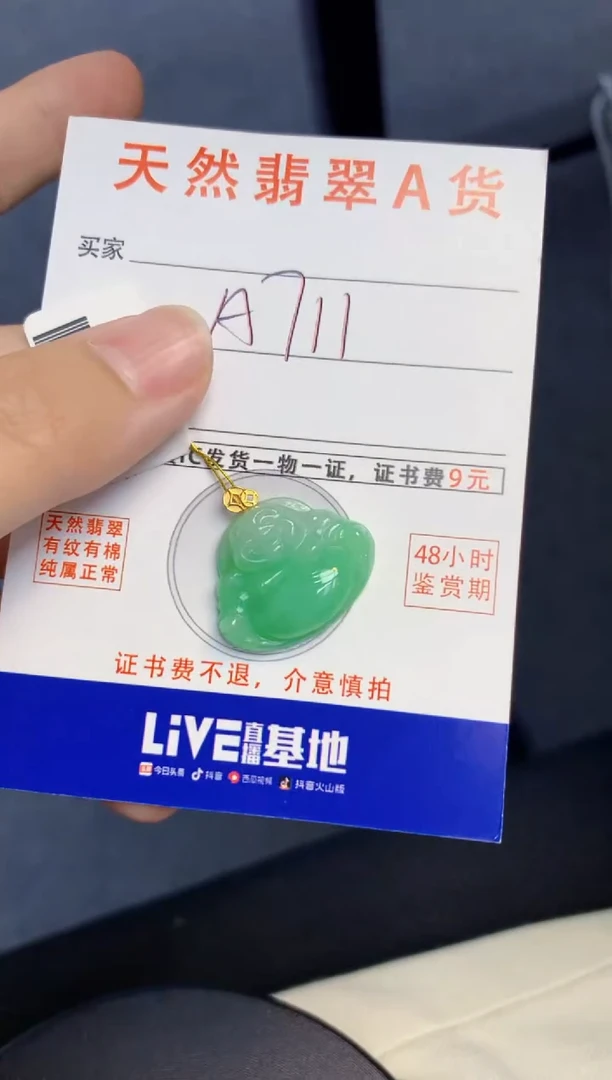 天然翡翠A货
买家
A711
发货一物一证，证书费9元
天然翡翠
有纹有棉
纯属正常
48小时
鉴赏期
证书费不退，介意慎拍
LiVE直播基地
今日头条 抖音 西瓜视频 抖音火山版